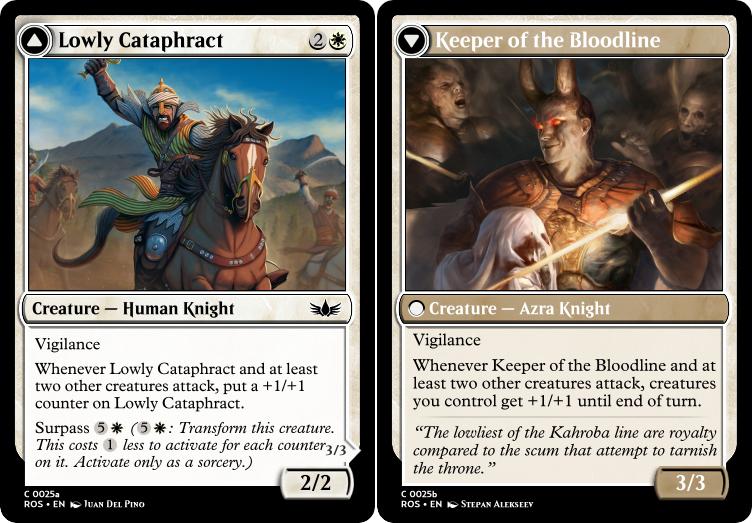 Lowly Cataphract
2
Creature — Human Knight
Vigilance
Whenever Lowly Cataphract and at least
two other creatures attack, put a +1/+1
counter on Lowly Cataphract.
Surpass 5 (5: Transform this creature.
This costs 1 less to activate for each counter
on it. Activate only as a sorcery.)
3/3
2/2
C 0025a
ROS • EN Juan Del Pino
Keeper of the Bloodline
Creature — Azra Knight
Vigilance
Whenever Keeper of the Bloodline and at
least two other creatures attack, creatures
you control get +1/+1 until end of turn.
“The lowliest of the Kahroba line are royalty
compared to the scum that attempt to tarnish
the throne.”
3/3
C 0025b
ROS • EN Stepan Alekseev